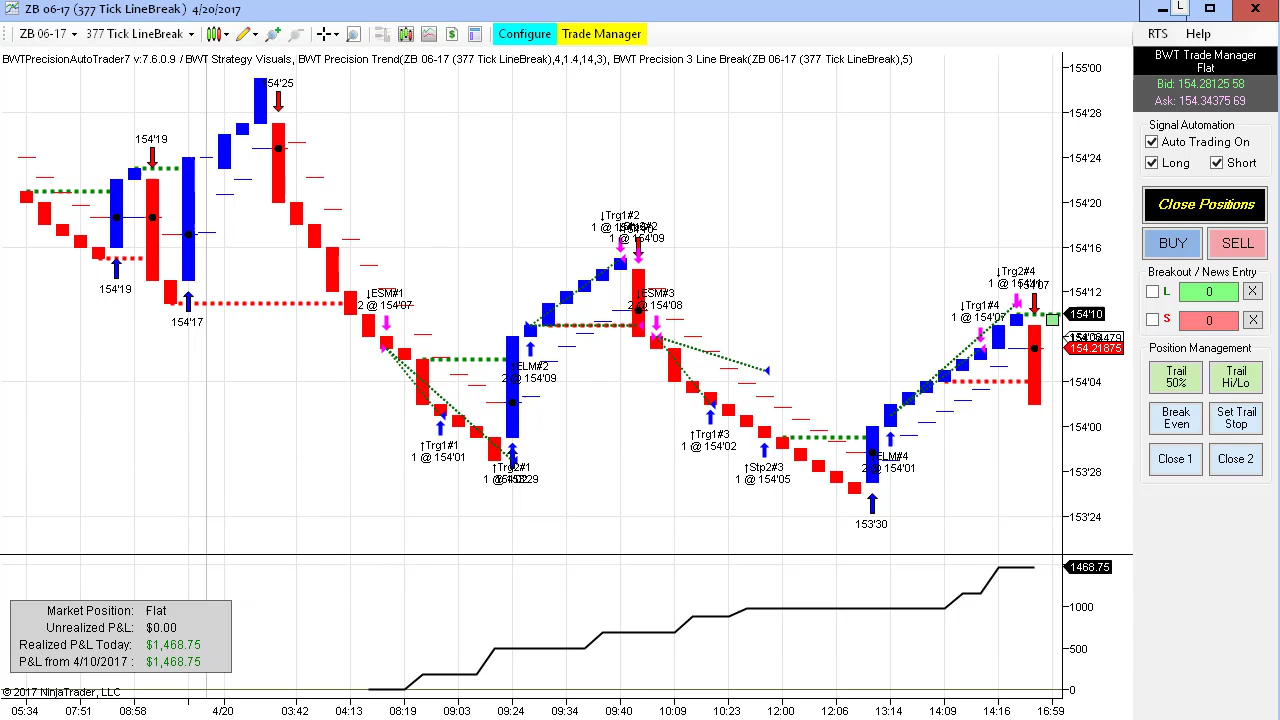 ZB 06-17 (377 Tick LineBreak) 4/20/2017
ZB 06-17 377 Tick LineBreak Configure Trade Manager RTS Help
BWTPrecisionAutoTrader7 v:7.6.0.9 / BWT Strategy Visuals, BWT Precision Trend(ZB 06-17 (377 Tick LineBreak),4,1.4,14,3), BWT Precision 3 Line Break(ZB 06-17 (377 Tick LineBreak),5)
BWT Trade Manager
Flat
Bid: 154.28125 58
Ask: 154.34375 69
Signal Automation
Auto Trading On
Long Short
Close Positions
BUY SELL
Breakout / News Entry
L 0 X
S 0 X
Position Management
Trail 50%
Trail Hi/Lo
Break Even
Set Trail Stop
Close 1 Close 2
155'00
154'28
154'24
154'20
154'16
154'12
154'10
154.21875
154'04
154'00
153'28
153'24
154'19
154'19
154'17
154'25
↓ESM#1
2 @ 154'07
↑Trg1#1
1 @ 154'01
↑Trg2#1
↑ELM#2
2 @ 154'09
↓Trg1#2
↓ESM#3
2 @ 154'08
↑Trg1#3
1 @ 154'02
↑Stp2#3
1 @ 154'05
153'30
ELM#4
2 @ 154'01
↓Trg1#4
1 @ 154'07
↓Trg2#4
154'07
1468.75
1000
500
0
Market Position: Flat
Unrealized P&L: $0.00
Realized P&L Today: $1,468.75
P&L from 4/10/2017 : $1,468.75
© 2017 NinjaTrader, LLC
05:34 07:51 08:58 4/20 03:42 04:13 08:19 09:03 09:24 09:40 10:09 10:23 12:00 12:06 13:14 14:09 14:16 16:59